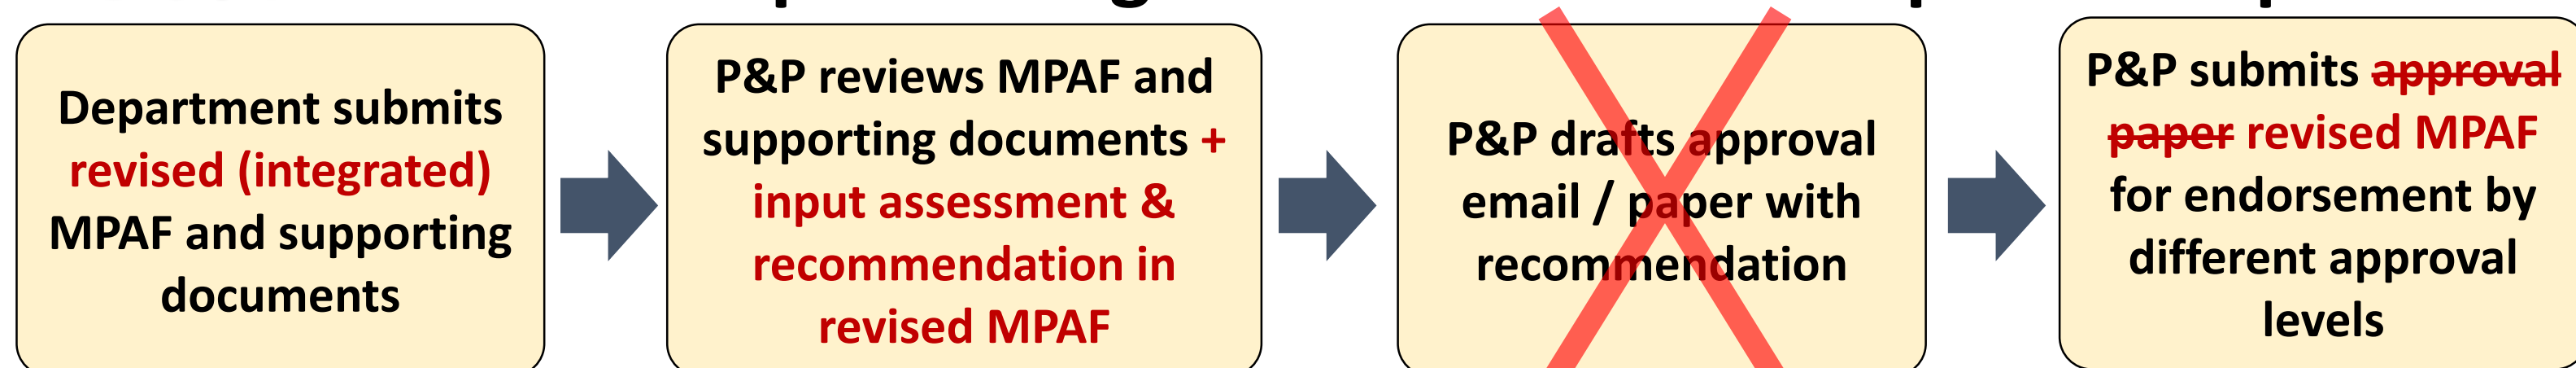 Department submits
revised (integrated)
MPAF and supporting
documents
P&P reviews MPAF and
supporting documents +
input assessment &
recommendation in
revised MPAF
P&P drafts approval
email / paper with
recommendation
P&P submits approval
paper revised MPAF
for endorsement by
different approval
levels